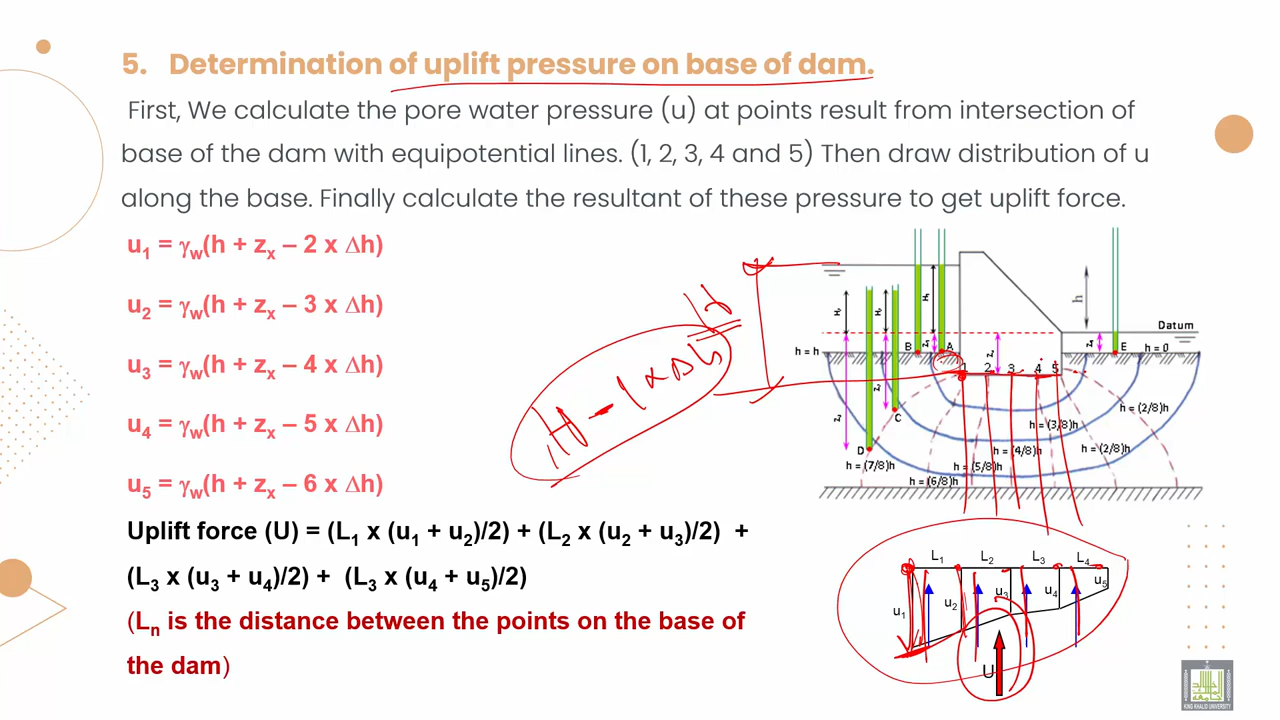 5. Determination of uplift pressure on base of dam.
First, We calculate the pore water pressure (u) at points result from intersection of
base of the dam with equipotential lines. (1, 2, 3, 4 and 5) Then draw distribution of u
along the base. Finally calculate the resultant of these pressure to get uplift force.
u1 = γw(h + zx – 2 x Δh)
u2 = γw(h + zx – 3 x Δh)
u3 = γw(h + zx – 4 x Δh)
u4 = γw(h + zx – 5 x Δh)
u5 = γw(h + zx – 6 x Δh)
Uplift force (U) = (L1 x (u1 + u2)/2) + (L2 x (u2 + u3)/2) +
(L3 x (u3 + u4)/2) + (L3 x (u4 + u5)/2)
(Ln is the distance between the points on the base of
the dam)
H
H - 1 x Δh
h
Datum
h = h
B
A
E
h = 0
1 2 3 4 5
C
D
h = (2/8)h
h = (3/8)h
h = (4/8)h
h = (2/8)h
h = (7/8)h
h = (5/8)h
h = (6/8)h
L1 L2 L3 L4
u1 u2 u3 u4 u5
U
KING KHALID UNIVERSITY